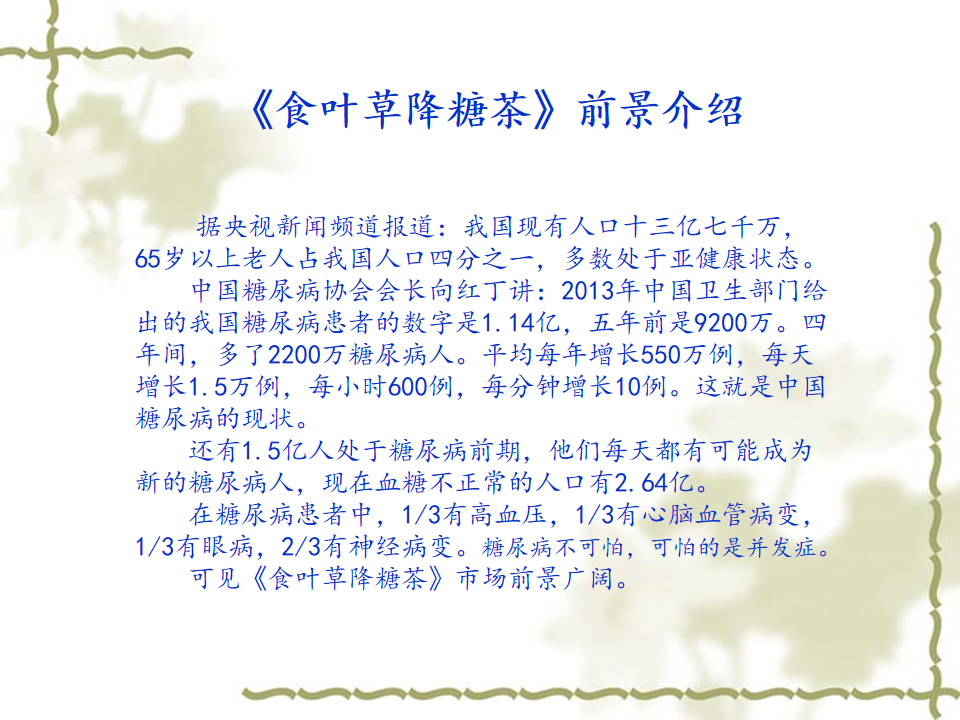 《食叶草降糖茶》前景介绍
据央视新闻频道报道：我国现有人口十三亿七千万，
65岁以上老人占我国人口四分之一，多数处于亚健康状态。
中国糖尿病协会会长向红丁讲：2013年中国卫生部门给
出的我国糖尿病患者的数字是1.14亿，五年前是9200万。四
年间，多了2200万糖尿病人。平均每年增长550万例，每天
增长1.5万例，每小时600例，每分钟增长10例。这就是中国
糖尿病的现状。
还有1.5亿人处于糖尿病前期，他们每天都有可能成为
新的糖尿病人，现在血糖不正常的人口有2.64亿。
在糖尿病患者中，1/3有高血压，1/3有心脑血管病变，
1/3有眼病，2/3有神经病变。糖尿病不可怕，可怕的是并发症。
可见《食叶草降糖茶》市场前景广阔。